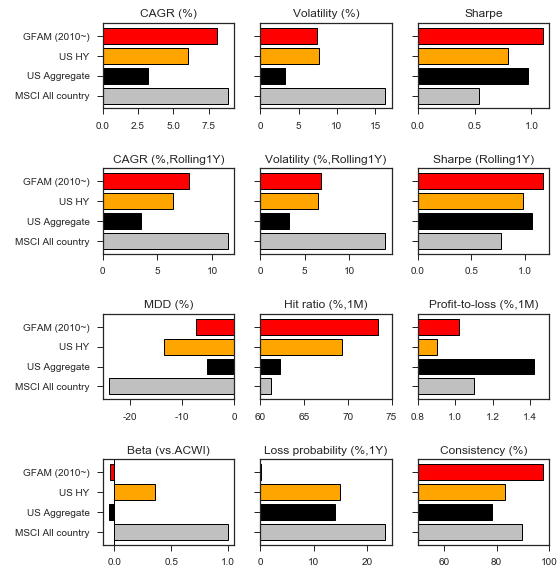 CAGR (%)
Volatility (%)
Sharpe
GFAM (2010~)
US HY
US Aggregate
MSCI All country
0.0 2.5 5.0 7.5
0 5 10 15
0.0 0.5 1.0
CAGR (%,Rolling1Y)
Volatility (%,Rolling1Y)
Sharpe (Rolling1Y)
GFAM (2010~)
US HY
US Aggregate
MSCI All country
0 5 10
0 5 10
0.0 0.5 1.0
MDD (%)
Hit ratio (%,1M)
Profit-to-loss (%,1M)
GFAM (2010~)
US HY
US Aggregate
MSCI All country
-20 -10 0
60 65 70 75
0.8 1.0 1.2 1.4
Beta (vs.ACWI)
Loss probability (%,1Y)
Consistency (%)
GFAM (2010~)
US HY
US Aggregate
MSCI All country
0.0 0.5 1.0
0 10 20
60 80 100